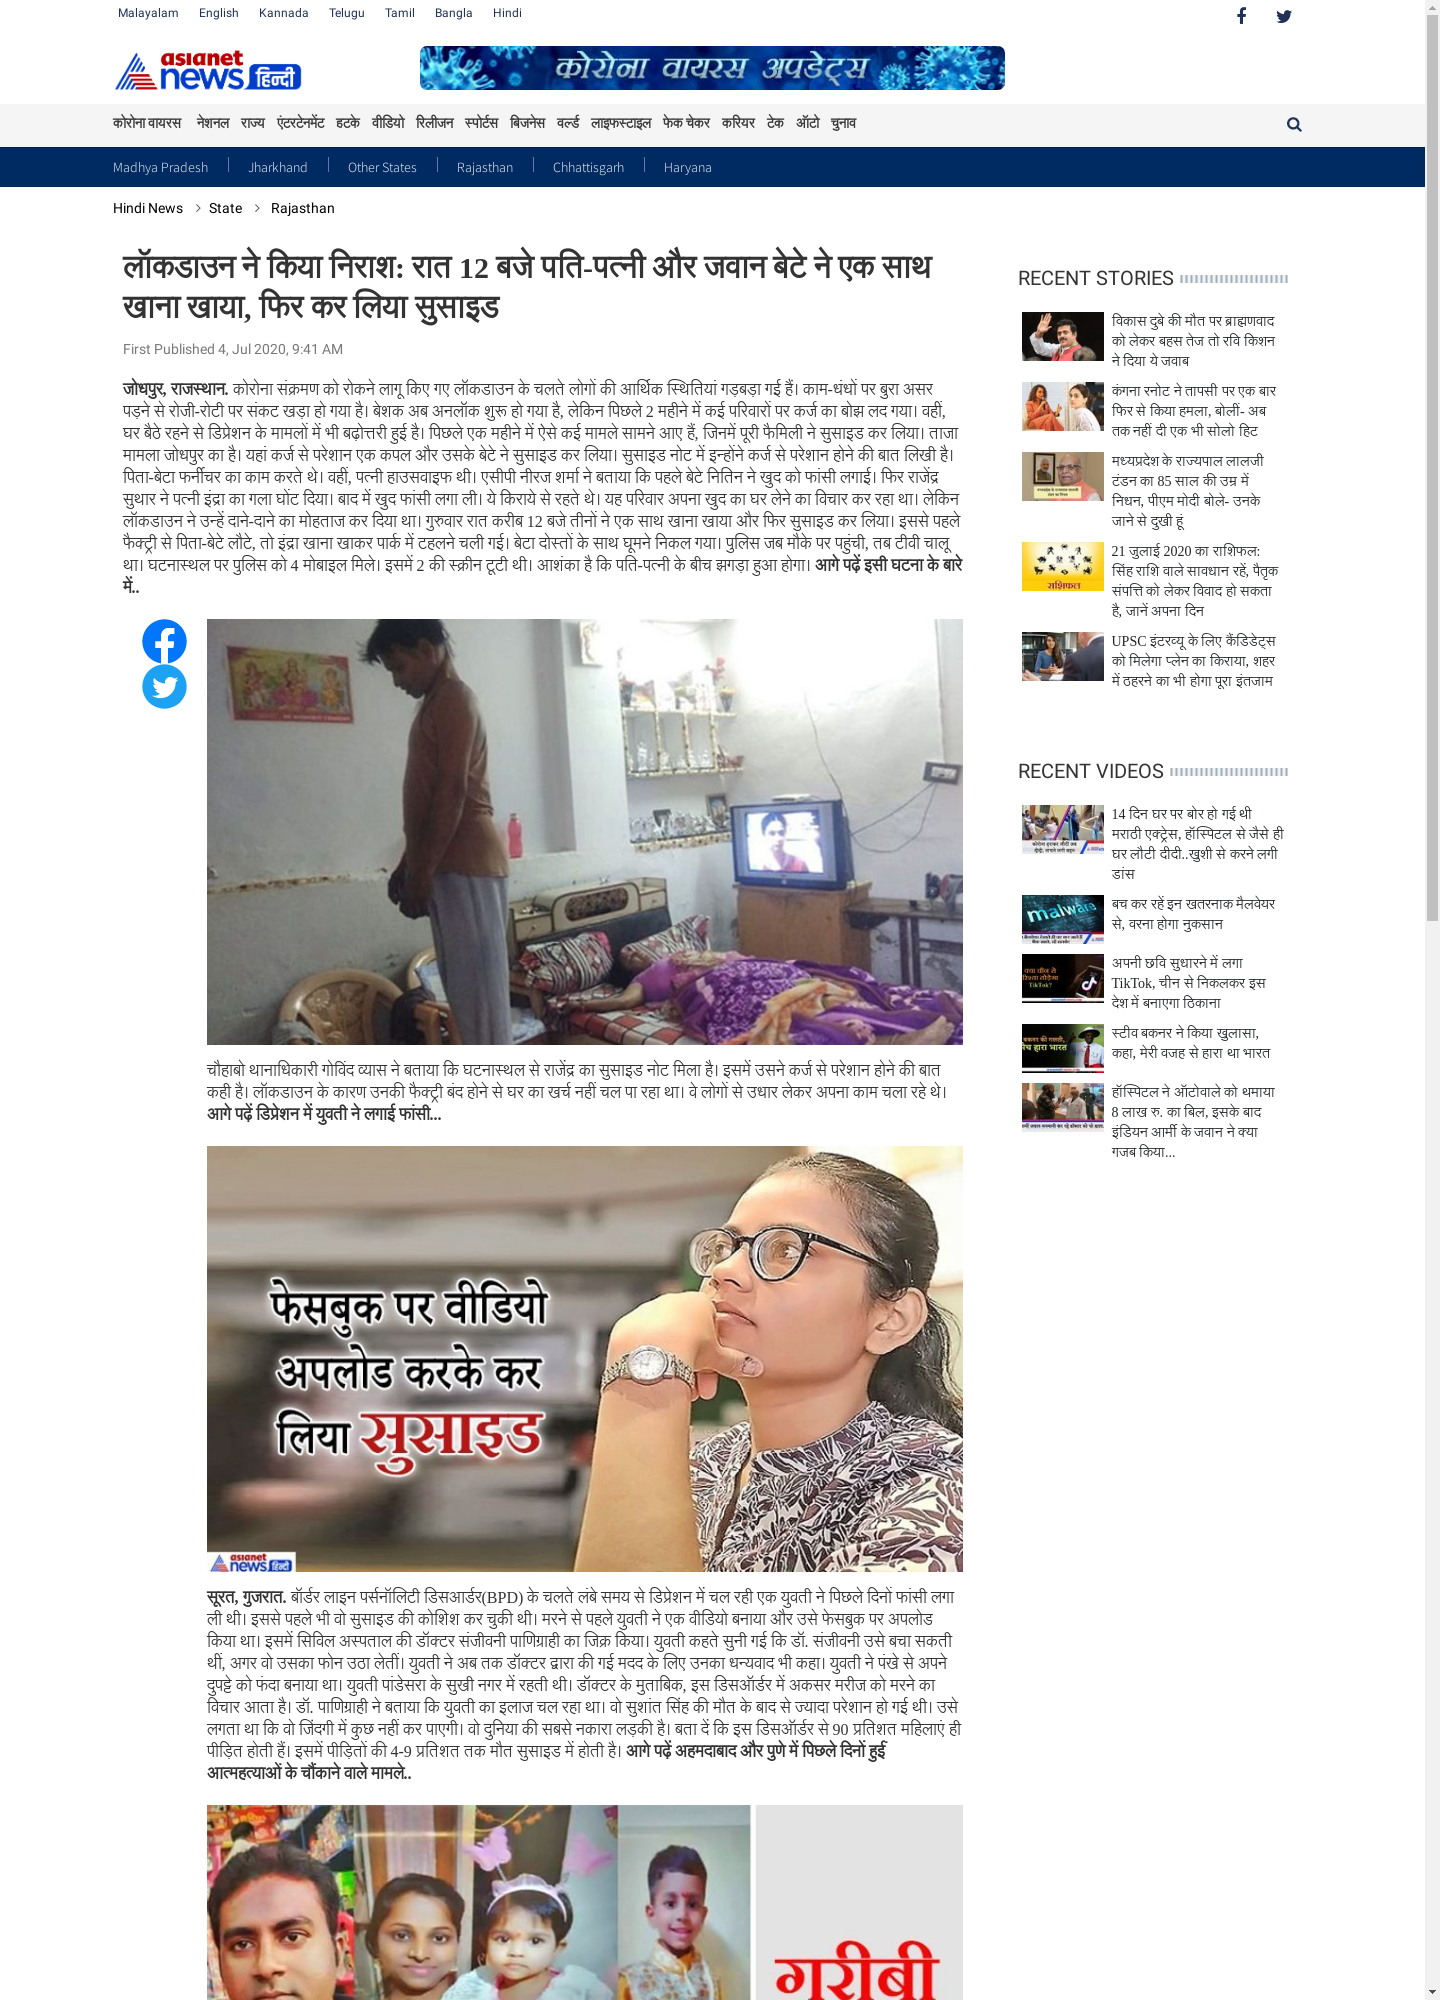 Malayalam English Kannada Telugu Tamil Bangla Hindi
asianet
news हिन्दी
कोरोना वायरस अपडेट्स
कोरोना वायरस नेशनल राज्य एंटरटेनमेंट हटके वीडियो रिलीजन स्पोर्टस बिजनेस वर्ल्ड लाइफस्टाइल फेक चेकर करियर टेक ऑटो चुनाव
Madhya Pradesh Jharkhand Other States Rajasthan Chhattisgarh Haryana
Hindi News > State > Rajasthan
लॉकडाउन ने किया निराश: रात 12 बजे पति-पत्नी और जवान बेटे ने एक साथ
खाना खाया, फिर कर लिया सुसाइड
First Published 4, Jul 2020, 9:41 AM
जोधपुर, राजस्थान. कोरोना संक्रमण को रोकने लागू किए गए लॉकडाउन के चलते लोगों की आर्थिक स्थितियां गड़बड़ा गई हैं। काम-धंधों पर बुरा असर
पड़ने से रोजी-रोटी पर संकट खड़ा हो गया है। बेशक अब अनलॉक शुरू हो गया है, लेकिन पिछले 2 महीने में कई परिवारों पर कर्ज का बोझ लद गया। वहीं,
घर बैठे रहने से डिप्रेशन के मामलों में भी बढ़ोत्तरी हुई है। पिछले एक महीने में ऐसे कई मामले सामने आए हैं, जिनमें पूरी फैमिली ने सुसाइड कर लिया। ताजा
मामला जोधपुर का है। यहां कर्ज से परेशान एक कपल और उसके बेटे ने सुसाइड कर लिया। सुसाइड नोट में इन्होंने कर्ज से परेशान होने की बात लिखी है।
पिता-बेटा फर्नीचर का काम करते थे। वहीं, पत्नी हाउसवाइफ थी। एसीपी नीरज शर्मा ने बताया कि पहले बेटे नितिन ने खुद को फांसी लगाई। फिर राजेंद्र
सुथार ने पत्नी इंद्रा का गला घोंट दिया। बाद में खुद फांसी लगा ली। ये किराये से रहते थे। यह परिवार अपना खुद का घर लेने का विचार कर रहा था। लेकिन
लॉकडाउन ने उन्हें दाने-दाने का मोहताज कर दिया था। गुरुवार रात करीब 12 बजे तीनों ने एक साथ खाना खाया और फिर सुसाइड कर लिया। इससे पहले
फैक्ट्री से पिता-बेटे लौटे, तो इंद्रा खाना खाकर पार्क में टहलने चली गई। बेटा दोस्तों के साथ घूमने निकल गया। पुलिस जब मौके पर पहुंची, तब टीवी चालू
था। घटनास्थल पर पुलिस को 4 मोबाइल मिले। इसमें 2 की स्क्रीन टूटी थी। आशंका है कि पति-पत्नी के बीच झगड़ा हुआ होगा। आगे पढ़ें इसी घटना के बारे
में..
चौहाबो थानाधिकारी गोविंद व्यास ने बताया कि घटनास्थल से राजेंद्र का सुसाइड नोट मिला है। इसमें उसने कर्ज से परेशान होने की बात
कही है। लॉकडाउन के कारण उनकी फैक्ट्री बंद होने से घर का खर्च नहीं चल पा रहा था। वे लोगों से उधार लेकर अपना काम चला रहे थे।
आगे पढ़ें डिप्रेशन में युवती ने लगाई फांसी...
फेसबुक पर वीडियो
अपलोड करके कर
लिया सुसाइड
asianet
news हिन्दी
सूरत, गुजरात. बॉर्डर लाइन पर्सनॉलिटी डिसआर्डर(BPD) के चलते लंबे समय से डिप्रेशन में चल रही एक युवती ने पिछले दिनों फांसी लगा
ली थी। इससे पहले भी वो सुसाइड की कोशिश कर चुकी थी। मरने से पहले युवती ने एक वीडियो बनाया और उसे फेसबुक पर अपलोड
किया था। इसमें सिविल अस्पताल की डॉक्टर संजीवनी पाणिग्राही का जिक्र किया। युवती कहते सुनी गई कि डॉ. संजीवनी उसे बचा सकती
थीं, अगर वो उसका फोन उठा लेतीं। युवती ने अब तक डॉक्टर द्वारा की गई मदद के लिए उनका धन्यवाद भी कहा। युवती ने पंखे से अपने
दुपट्टे को फंदा बनाया था। युवती पांडेसरा के सुखी नगर में रहती थी। डॉक्टर के मुताबिक, इस डिसऑर्डर में अकसर मरीज को मरने का
विचार आता है। डॉ. पाणिग्राही ने बताया कि युवती का इलाज चल रहा था। वो सुशांत सिंह की मौत के बाद से ज्यादा परेशान हो गई थी। उसे
लगता था कि वो जिंदगी में कुछ नहीं कर पाएगी। वो दुनिया की सबसे नकारा लड़की है। बता दें कि इस डिसऑर्डर से 90 प्रतिशत महिलाएं ही
पीड़ित होती हैं। इसमें पीड़ितों की 4-9 प्रतिशत तक मौत सुसाइड में होती है। आगे पढ़ें अहमदाबाद और पुणे में पिछले दिनों हुई
आत्महत्याओं के चौंकाने वाले मामले..
गरीबी
RECENT STORIES
विकास दुबे की मौत पर ब्राह्मणवाद
को लेकर बहस तेज तो रवि किशन
ने दिया ये जवाब
कंगना रनोट ने तापसी पर एक बार
फिर से किया हमला, बोलीं- अब
तक नहीं दी एक भी सोलो हिट
मध्यप्रदेश के राज्यपाल लालजी
टंडन का 85 साल की उम्र में
निधन, पीएम मोदी बोले- उनके
जाने से दुखी हूं
राशिफल
21 जुलाई 2020 का राशिफल:
सिंह राशि वाले सावधान रहें, पैतृक
संपत्ति को लेकर विवाद हो सकता
है, जानें अपना दिन
UPSC इंटरव्यू के लिए कैंडिडेट्स
को मिलेगा प्लेन का किराया, शहर
में ठहरने का भी होगा पूरा इंतजाम
RECENT VIDEOS
14 दिन घर पर बोर हो गई थी
मराठी एक्ट्रेस, हॉस्पिटल से जैसे ही
घर लौटी दीदी..खुशी से करने लगी
डांस
malware
बच कर रहें इन खतरनाक मैलवेयर
से, वरना होगा नुकसान
अपनी छवि सुधारने में लगा
TikTok, चीन से निकलकर इस
देश में बनाएगा ठिकाना
स्टीव बकनर ने किया खुलासा,
कहा, मेरी वजह से हारा था भारत
हॉस्पिटल ने ऑटोवाले को थमाया
8 लाख रु. का बिल, इसके बाद
इंडियन आर्मी के जवान ने क्या
गजब किया...